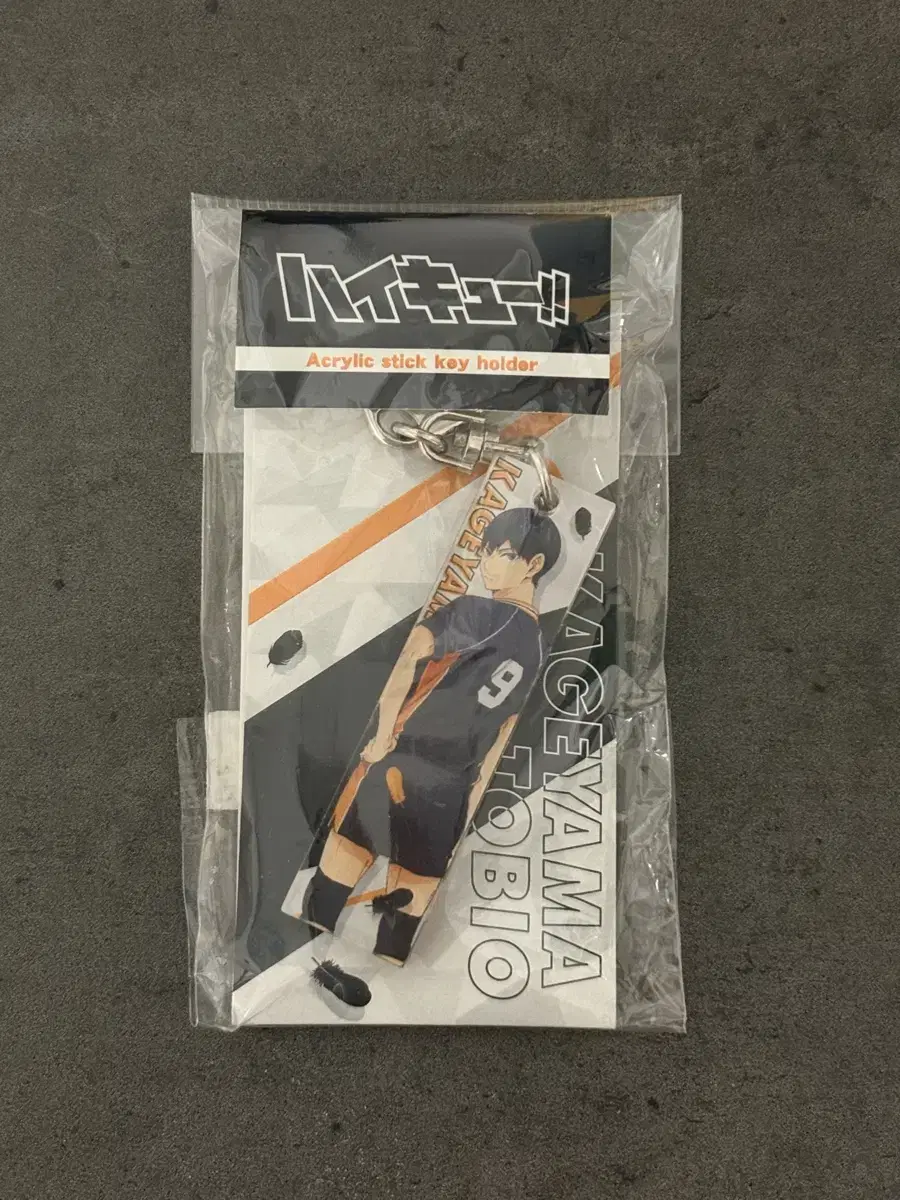 ハイキュー!!
Acrylic stick key holder
KAGEYAMA
9
KAGEYAMA
TOBIO